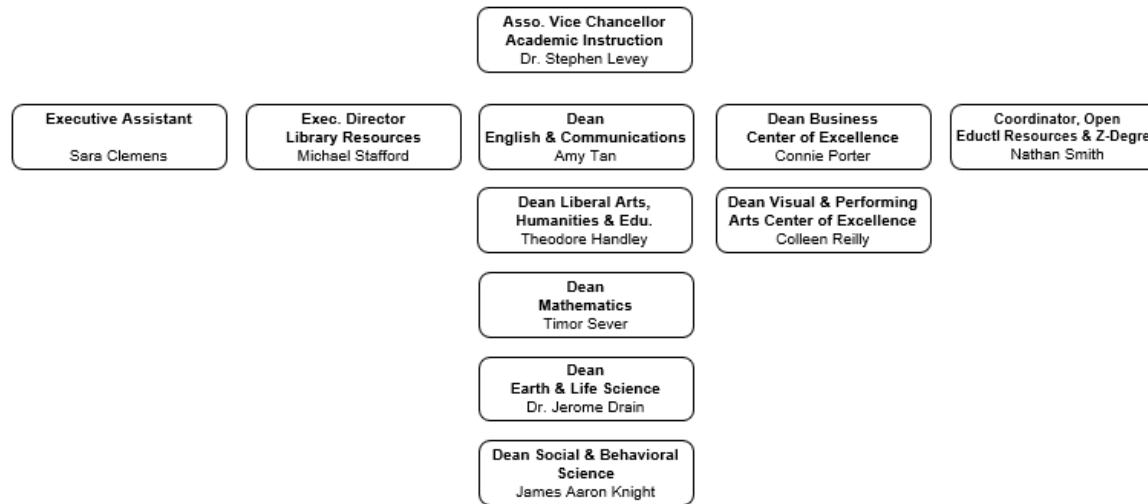 Asso. Vice Chancellor
Academic Instruction
Dr. Stephen Levey
Executive Assistant
Sara Clemens
Exec. Director
Library Resources
Michael Stafford
Dean
English & Communications
Amy Tan
Dean Business
Center of Excellence
Connie Porter
Coordinator, Open
Eductl Resources & Z-Degre
Nathan Smith
Dean Liberal Arts,
Humanities & Edu.
Theodore Handley
Dean Visual & Performing
Arts Center of Excellence
Colleen Reilly
Dean
Mathematics
Timor Sever
Dean
Earth & Life Science
Dr. Jerome Drain
Dean Social & Behavioral
Science
James Aaron Knight